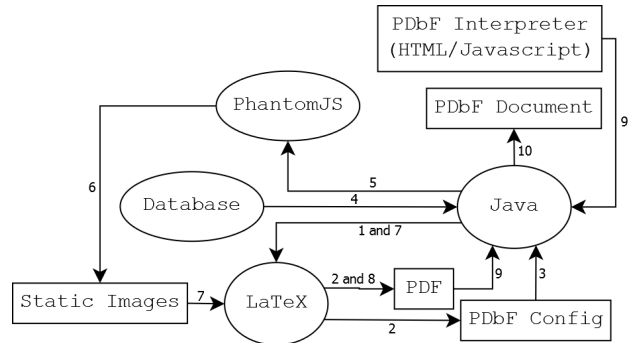 PDbF Interpreter
(HTML/Javascript)
PhantomJS
PDbF Document
9
10
6
5
Database
4
Java
1 and 7
2 and 8
9
3
Static Images
7
LaTeX
PDF
2
PDbF Config